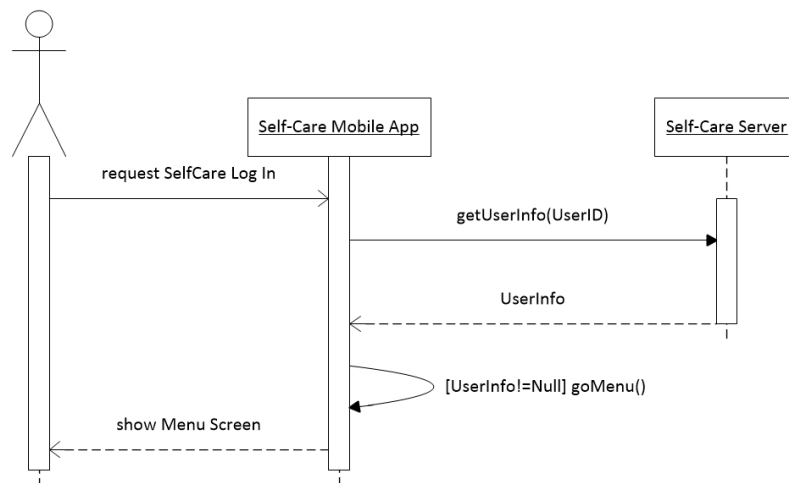 Self-Care Mobile App
Self-Care Server
request SelfCare Log In
getUserInfo(UserID)
UserInfo
[UserInfo!=Null] goMenu()
show Menu Screen